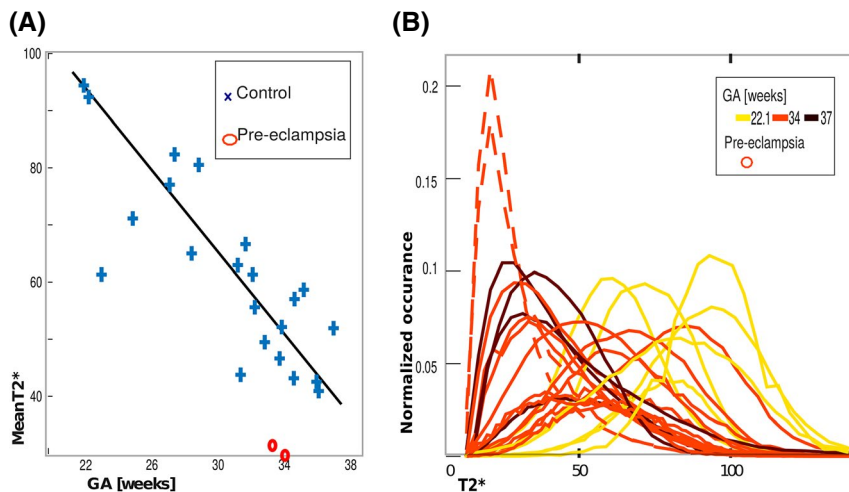 (A)
(B)
100
80
60
40
MeanT2*
Control
Pre-eclampsia
22
26
30
34
38
GA [weeks]
0.2
0.15
0.1
0.05
Normalized occurance
GA [weeks]
22.1 34 37
Pre-eclampsia
0
50
100
T2*